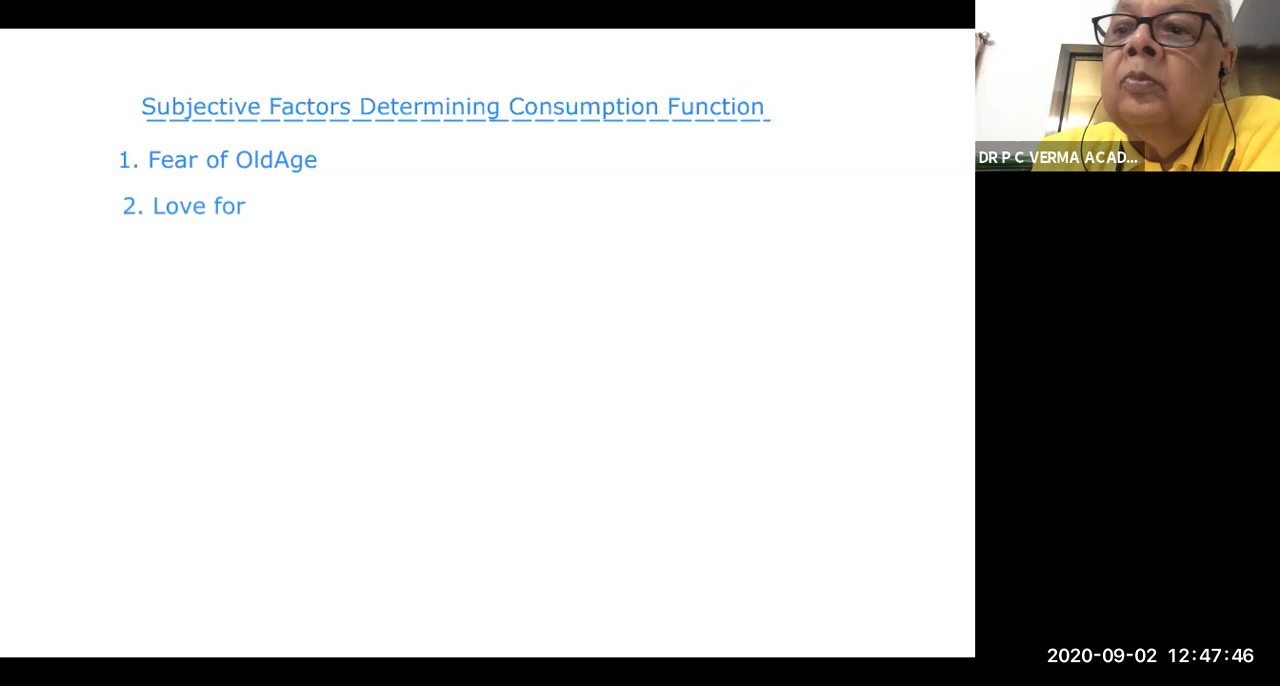 Subjective Factors Determining Consumption Function
1. Fear of OldAge
2. Love for
DR P C VERMA ACAD...
2020-09-02 12:47:46